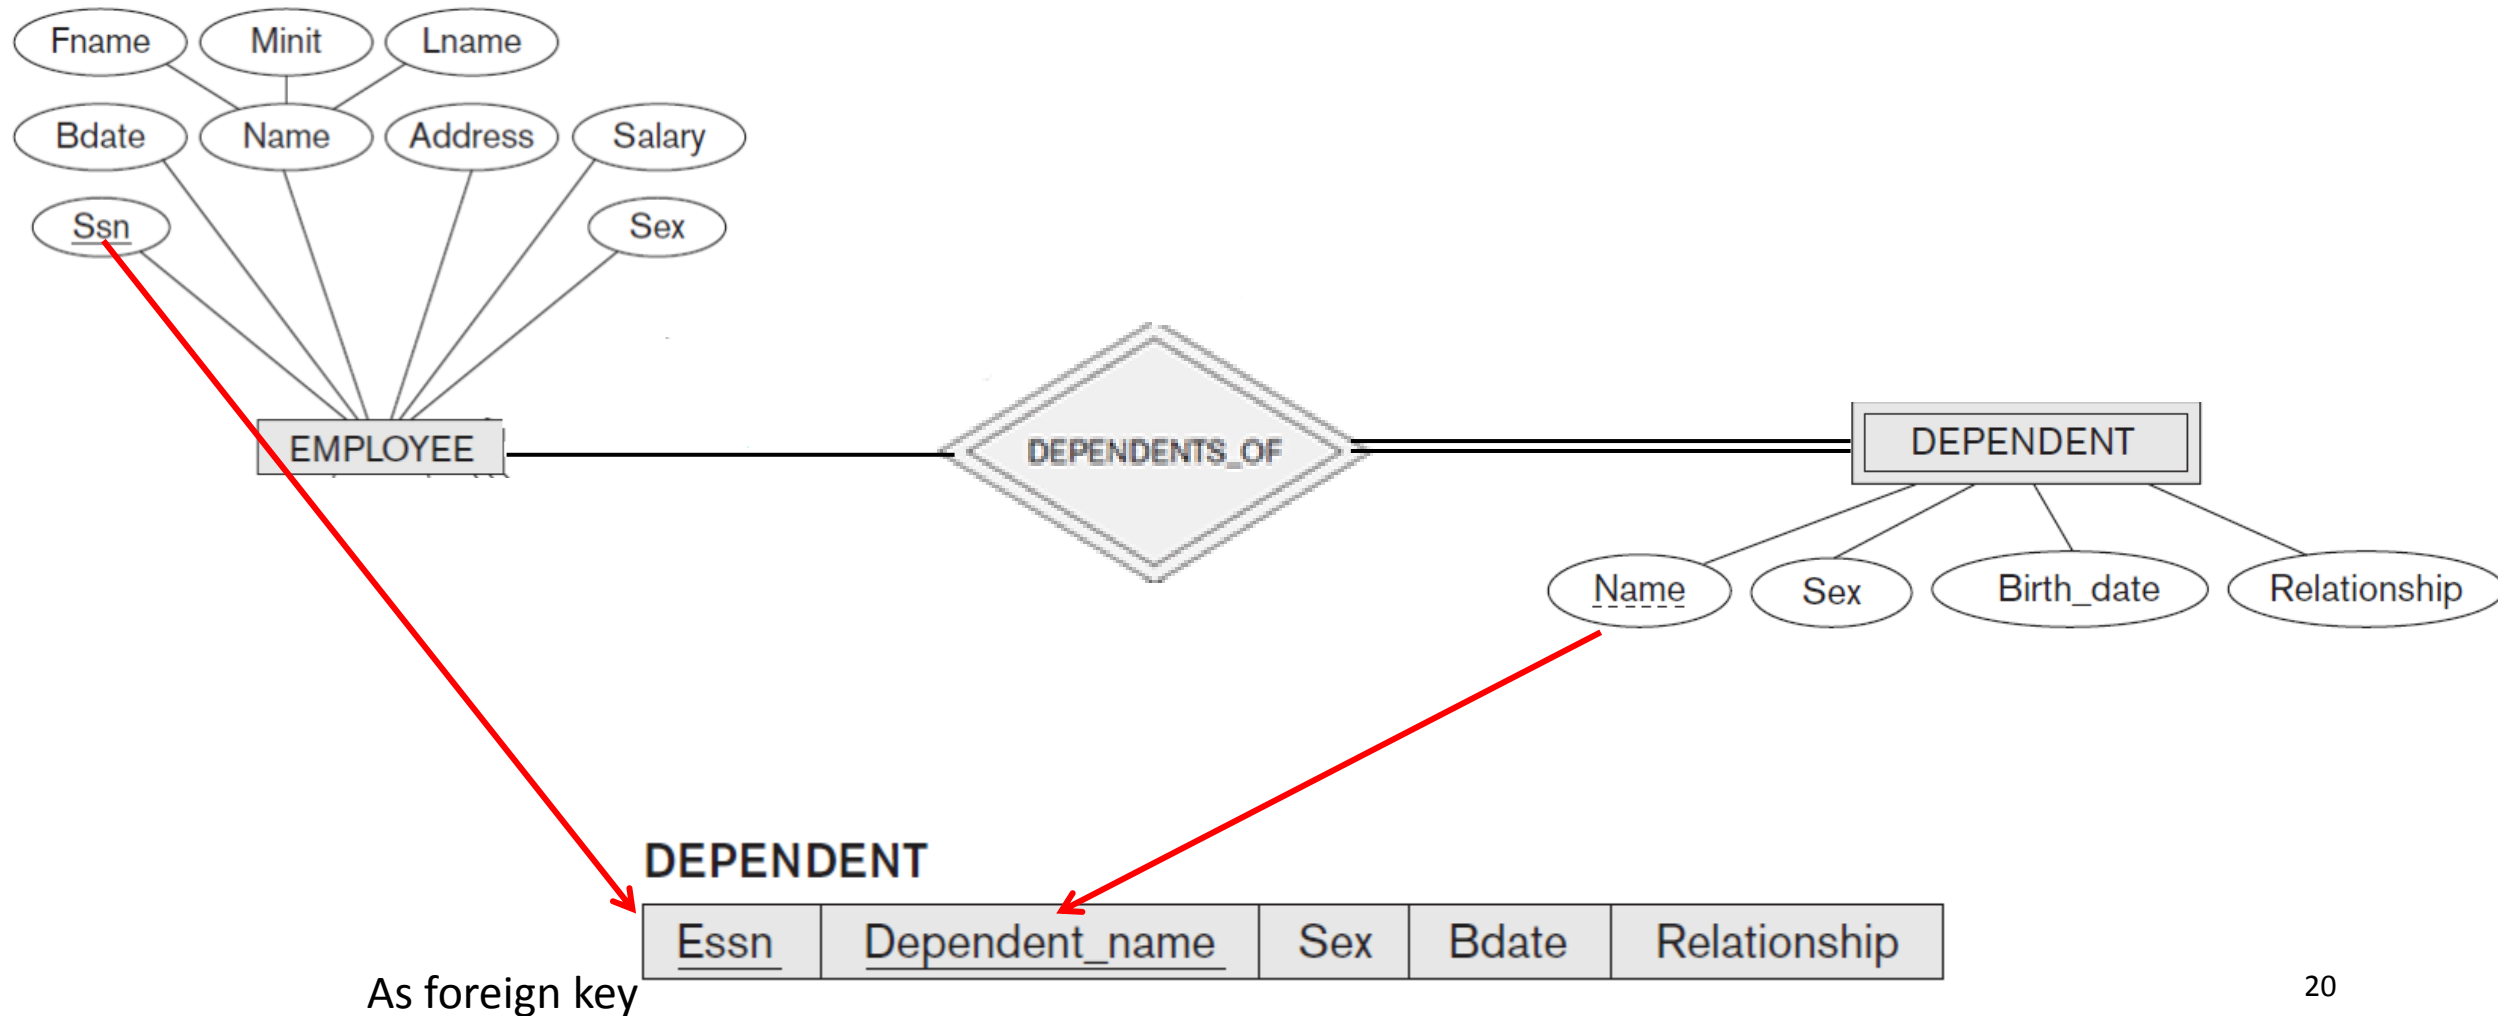 Fname Minit Lname
Bdate Name Address Salary
Ssn Sex
EMPLOYEE DEPENDENTS_OF DEPENDENT
Name Sex Birth_date Relationship
DEPENDENT
Essn Dependent_name Sex Bdate Relationship
As foreign key
20